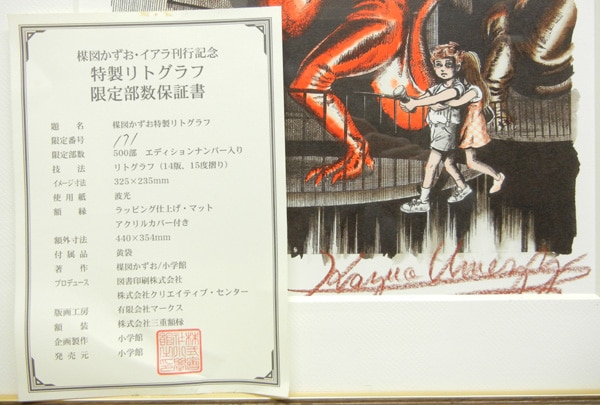 楳図かずお・イアラ刊行記念
特製リトグラフ
限定部数保証書
題 名 楳図かずお特製リトグラフ
限定番号 171
限定部数 500部 エディションナンバー入り
技 法 リトグラフ(14版、15度摺り)
イメージ寸法 325×235mm
使用紙 波光
額 縁 ラッピング仕上げ・マット
アクリルカバー付き
額外寸法 440×354mm
付属品 黄袋
著 作 楳図かずお/小学館
プロデュース 図書印刷株式会社
株式会社クリエイティブ・センター
版画工房 有限会社マークス
額 装 株式会社三重額椽
企画製作 小学館
発売元 小学館
Kazuo Umezz